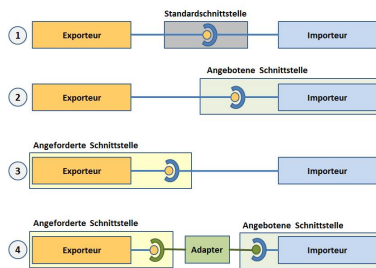 Standardschnittstelle
1 Exporteur Importeur
Angebotene Schnittstelle
2 Exporteur Importeur
Angeforderte Schnittstelle
3 Exporteur Importeur
Angeforderte Schnittstelle Angebotene Schnittstelle
4 Exporteur Adapter Importeur